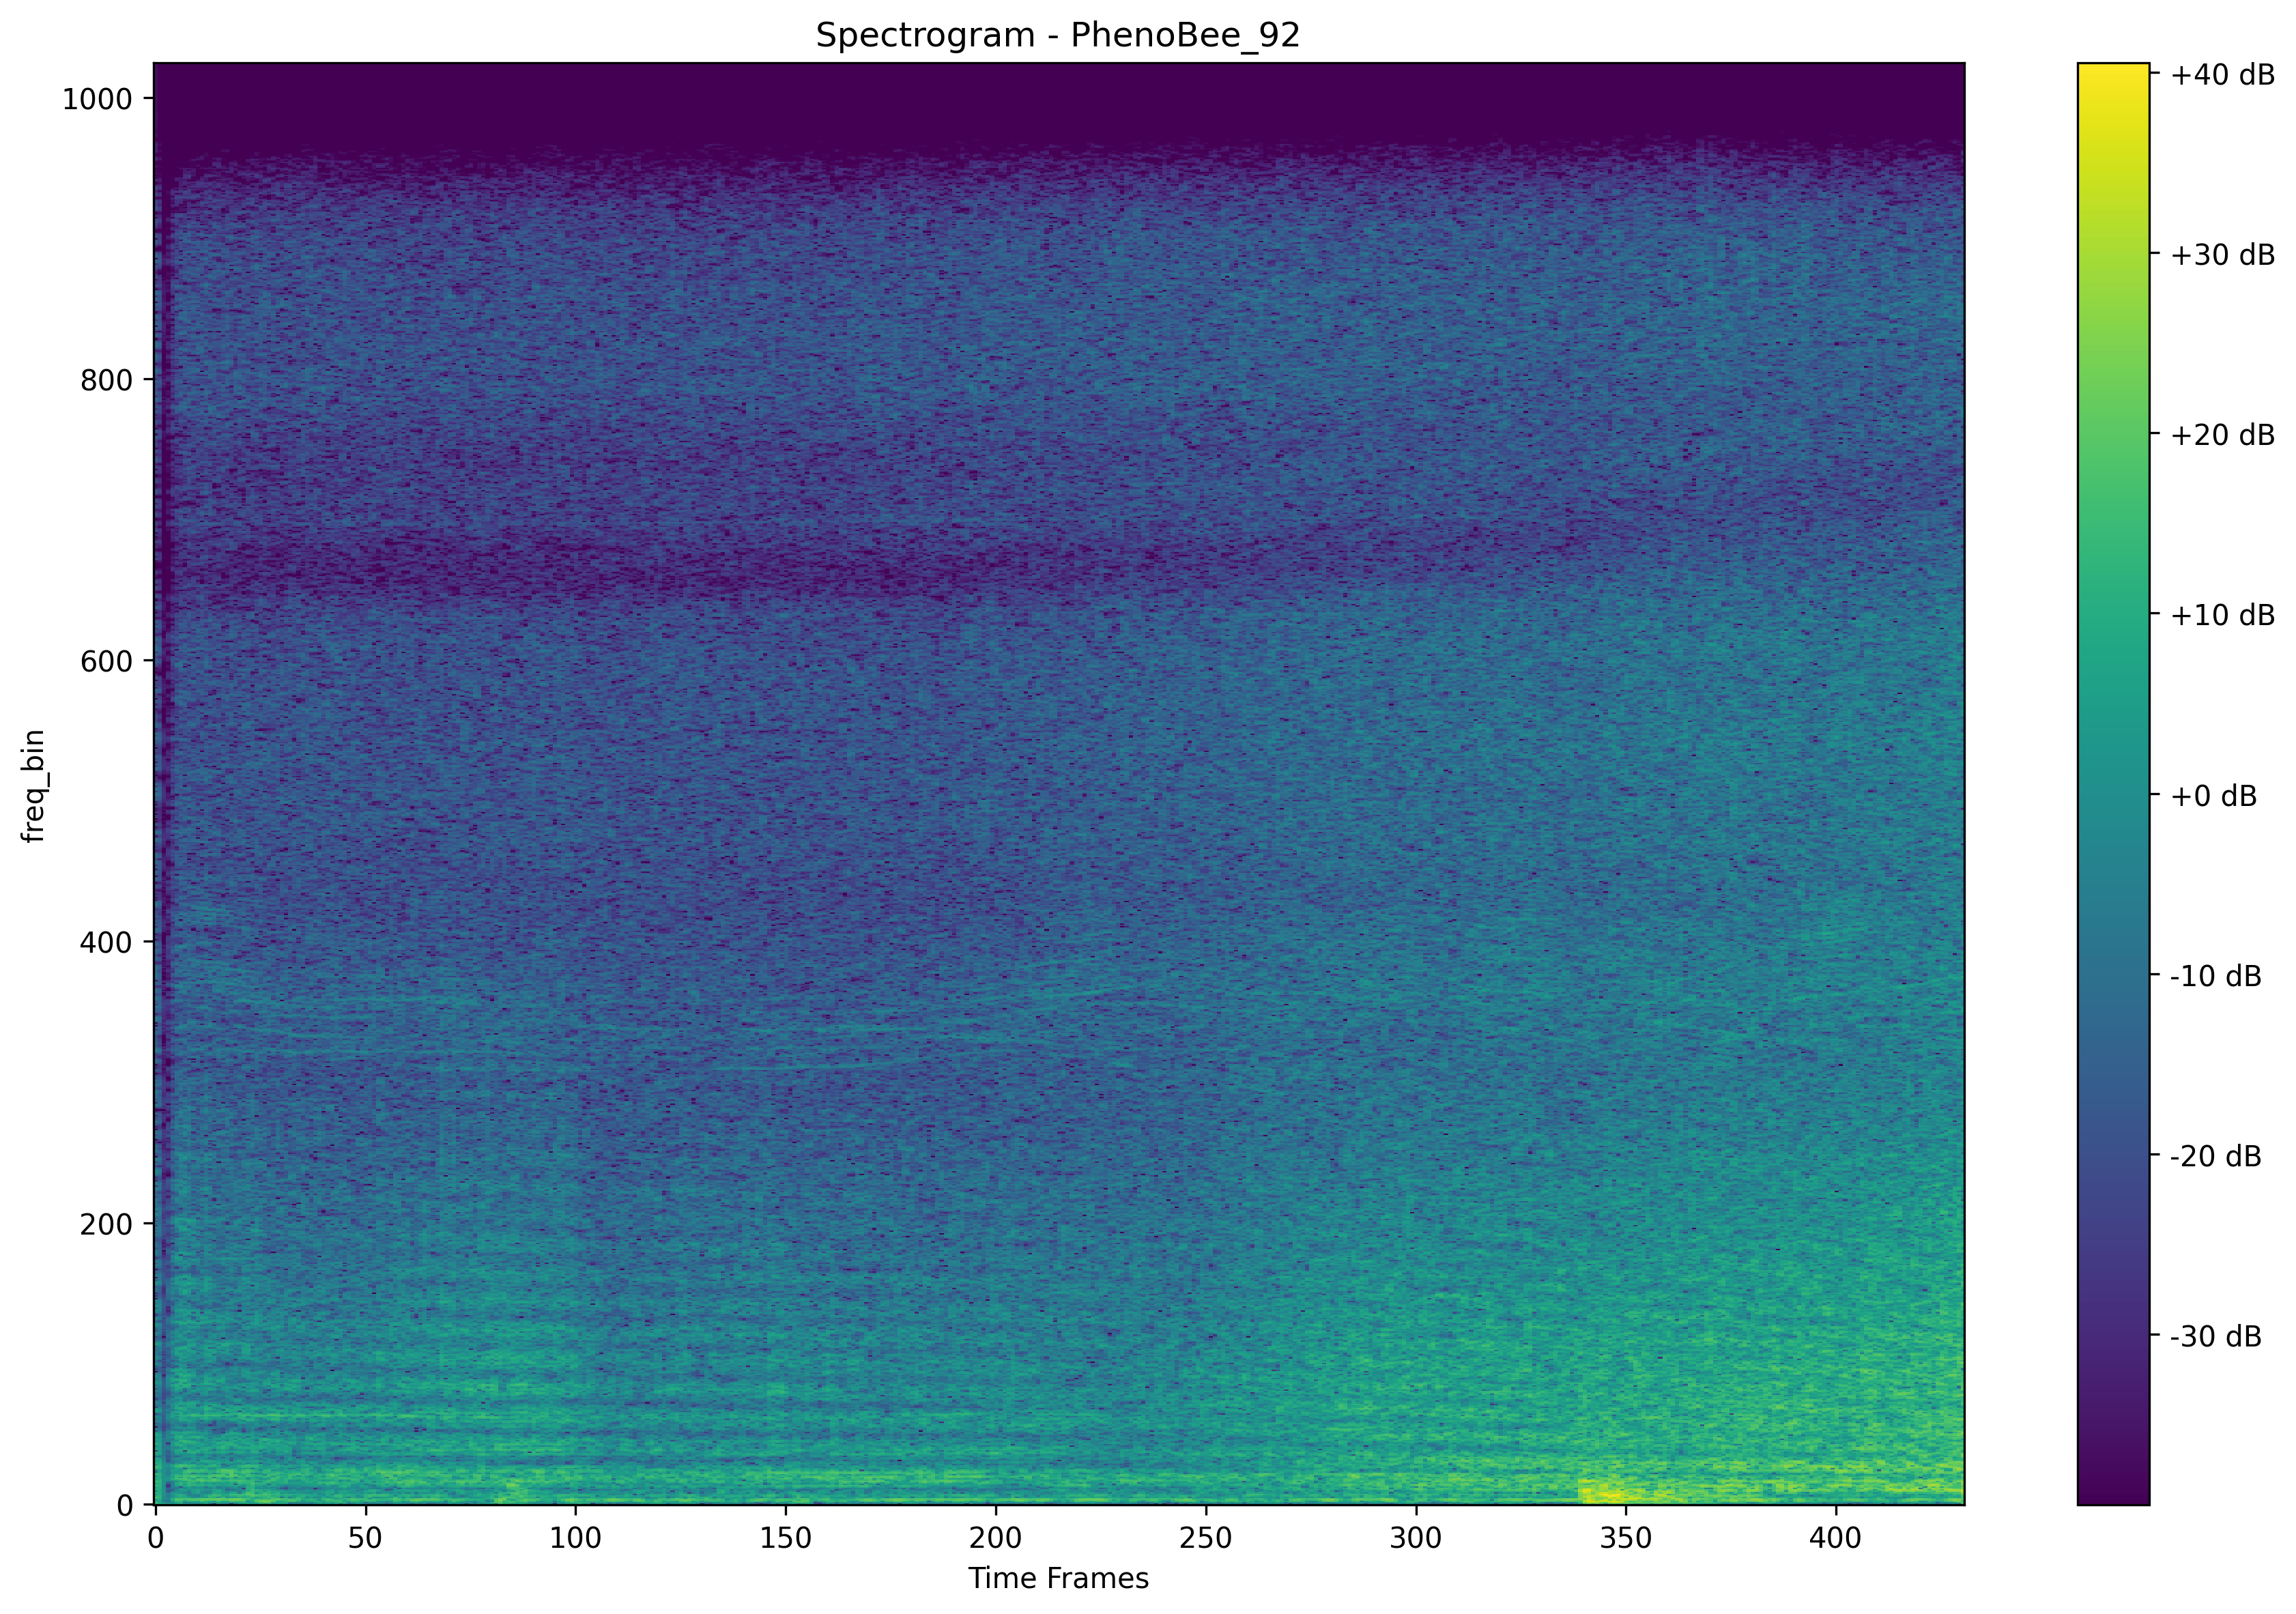 Spectrogram - PhenoBee_92
freq_bin
1000
800
600
400
200
0
0 50 100 150 200 250 300 350 400
Time Frames
+40 dB
+30 dB
+20 dB
+10 dB
+0 dB
-10 dB
-20 dB
-30 dB